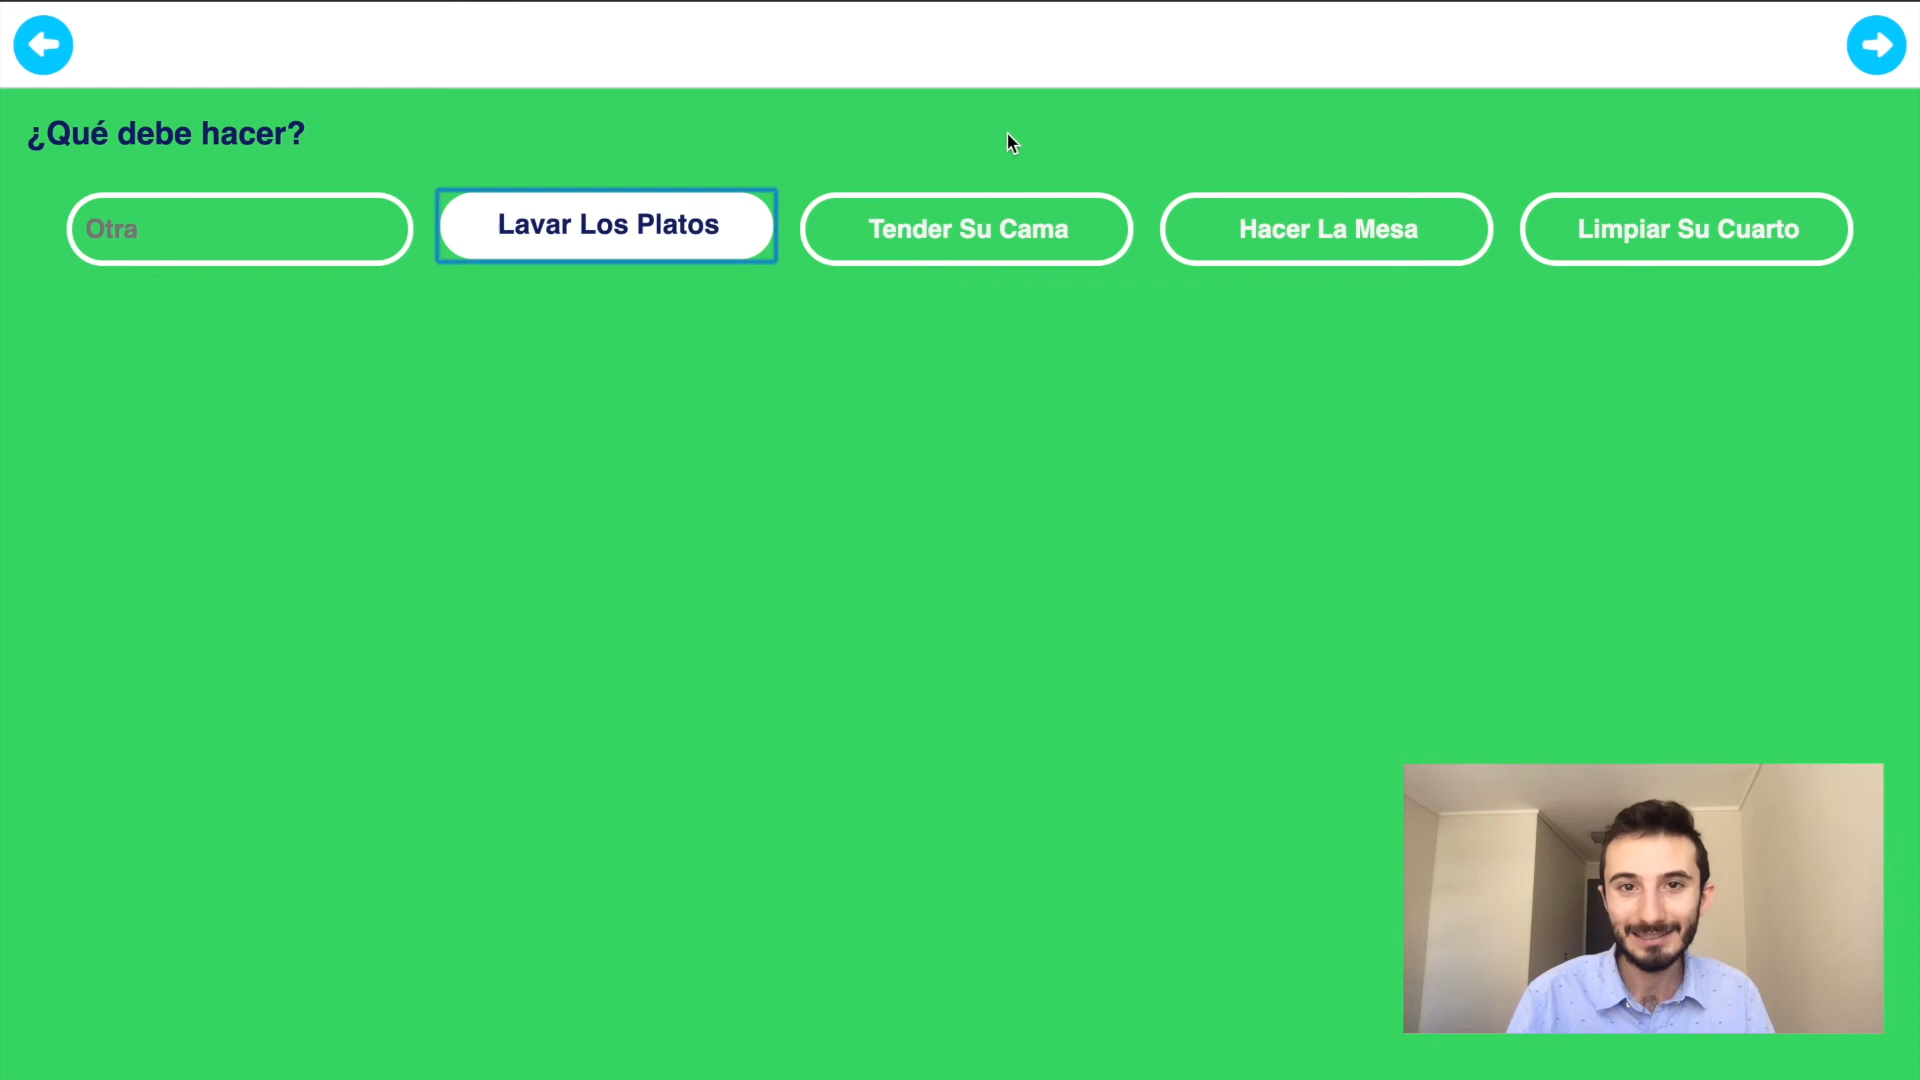 ¿Qué debe hacer?
Otra
Lavar Los Platos
Tender Su Cama
Hacer La Mesa
Limpiar Su Cuarto